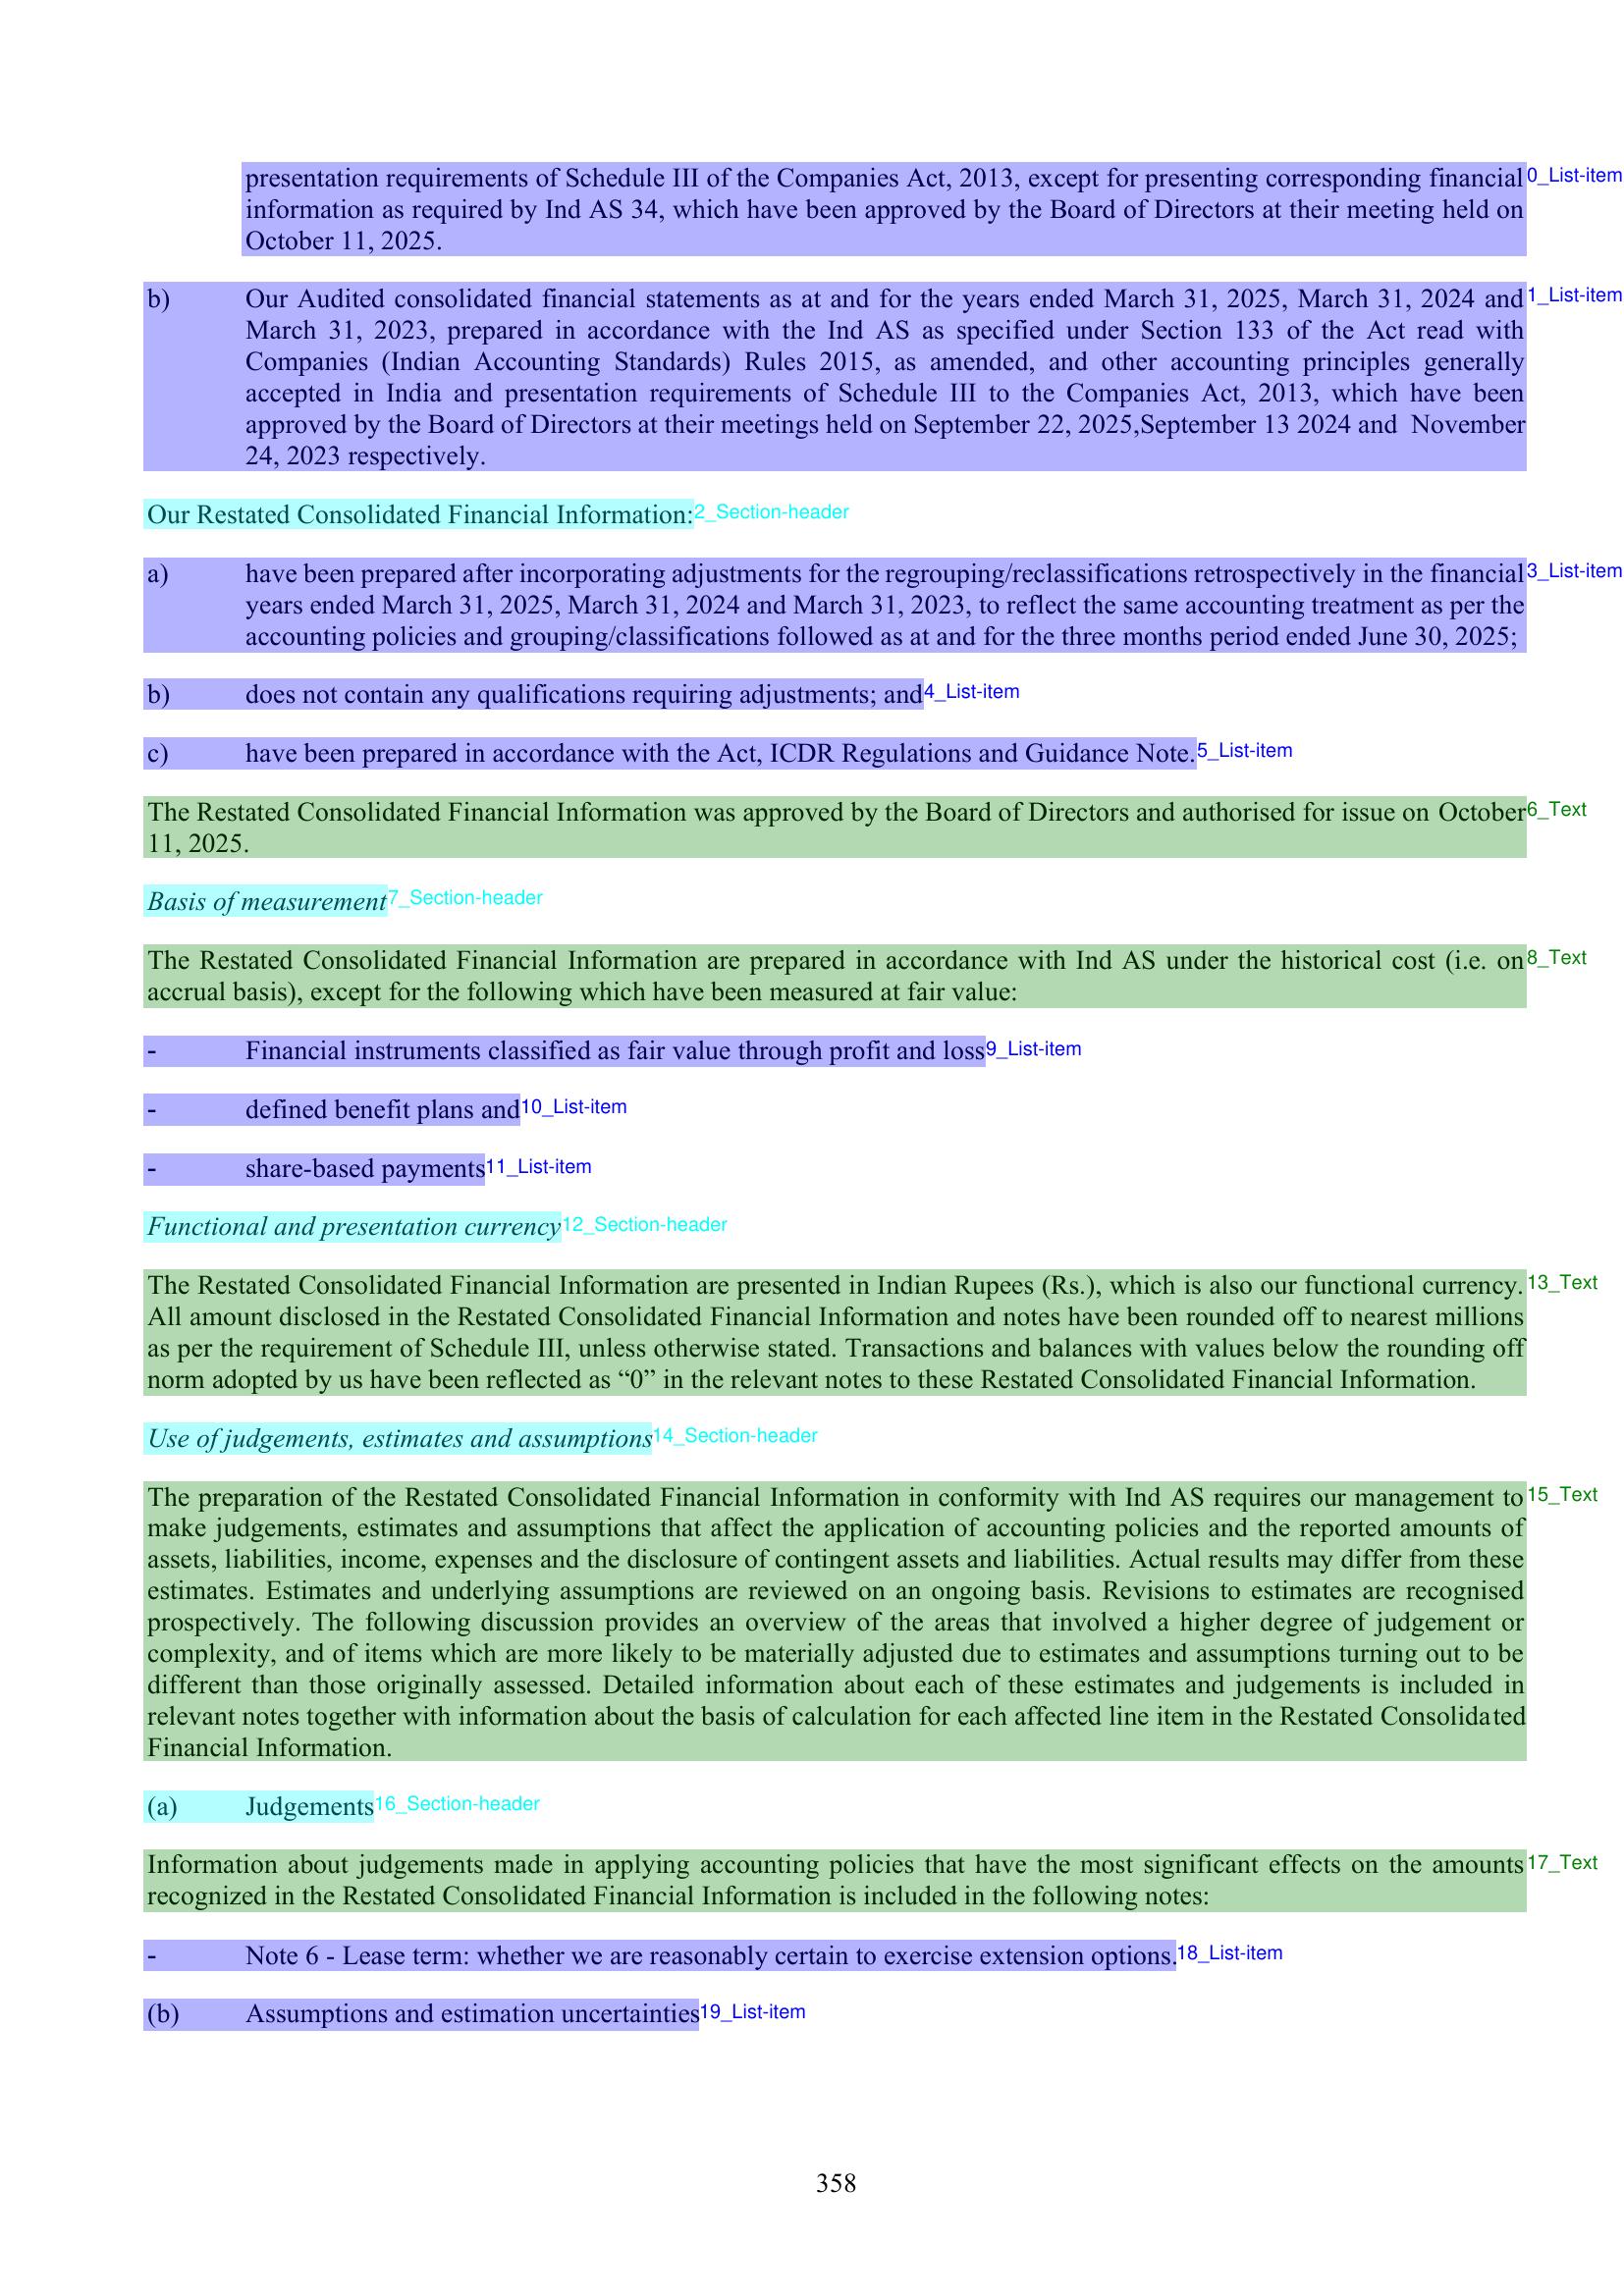 presentation requirements of Schedule III of the Companies Act, 2013, except for presenting corresponding financial 0_List-item
information as required by Ind AS 34, which have been approved by the Board of Directors at their meeting held on
October 11, 2025.
b) Our Audited consolidated financial statements as at and for the years ended March 31, 2025, March 31, 2024 and 1_List-item
March 31, 2023, prepared in accordance with the Ind AS as specified under Section 133 of the Act read with
Companies (Indian Accounting Standards) Rules 2015, as amended, and other accounting principles generally
accepted in India and presentation requirements of Schedule III to the Companies Act, 2013, which have been
approved by the Board of Directors at their meetings held on September 22, 2025,September 13 2024 and November
24, 2023 respectively.
Our Restated Consolidated Financial Information: 2_Section-header
a) have been prepared after incorporating adjustments for the regrouping/reclassifications retrospectively in the financial 3_List-item
years ended March 31, 2025, March 31, 2024 and March 31, 2023, to reflect the same accounting treatment as per the
accounting policies and grouping/classifications followed as at and for the three months period ended June 30, 2025;
b) does not contain any qualifications requiring adjustments; and 4_List-item
c) have been prepared in accordance with the Act, ICDR Regulations and Guidance Note. 5_List-item
The Restated Consolidated Financial Information was approved by the Board of Directors and authorised for issue on October 6_Text
11, 2025.
Basis of measurement 7_Section-header
The Restated Consolidated Financial Information are prepared in accordance with Ind AS under the historical cost (i.e. on 8_Text
accrual basis), except for the following which have been measured at fair value:
- Financial instruments classified as fair value through profit and loss 9_List-item
- defined benefit plans and 10_List-item
- share-based payments 11_List-item
Functional and presentation currency 12_Section-header
The Restated Consolidated Financial Information are presented in Indian Rupees (Rs.), which is also our functional currency. 13_Text
All amount disclosed in the Restated Consolidated Financial Information and notes have been rounded off to nearest millions
as per the requirement of Schedule III, unless otherwise stated. Transactions and balances with values below the rounding off
norm adopted by us have been reflected as “0” in the relevant notes to these Restated Consolidated Financial Information.
Use of judgements, estimates and assumptions 14_Section-header
The preparation of the Restated Consolidated Financial Information in conformity with Ind AS requires our management to 15_Text
make judgements, estimates and assumptions that affect the application of accounting policies and the reported amounts of
assets, liabilities, income, expenses and the disclosure of contingent assets and liabilities. Actual results may differ from these
estimates. Estimates and underlying assumptions are reviewed on an ongoing basis. Revisions to estimates are recognised
prospectively. The following discussion provides an overview of the areas that involved a higher degree of judgement or
complexity, and of items which are more likely to be materially adjusted due to estimates and assumptions turning out to be
different than those originally assessed. Detailed information about each of these estimates and judgements is included in
relevant notes together with information about the basis of calculation for each affected line item in the Restated Consolidated
Financial Information.
(a) Judgements 16_Section-header
Information about judgements made in applying accounting policies that have the most significant effects on the amounts 17_Text
recognized in the Restated Consolidated Financial Information is included in the following notes:
- Note 6 - Lease term: whether we are reasonably certain to exercise extension options. 18_List-item
(b) Assumptions and estimation uncertainties 19_List-item
358